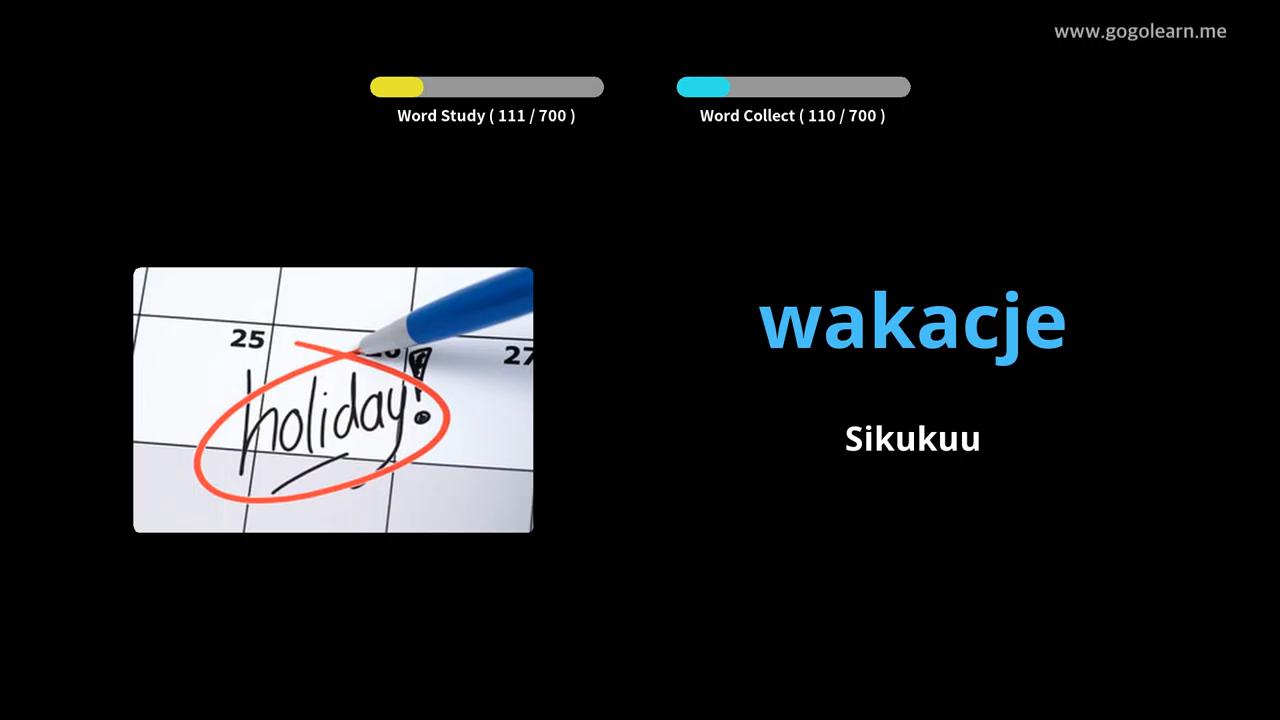 www.gogolearn.me
Word Study ( 111 / 700 )
Word Collect ( 110 / 700 )
25
27
holiday!
wakacje
Sikukuu